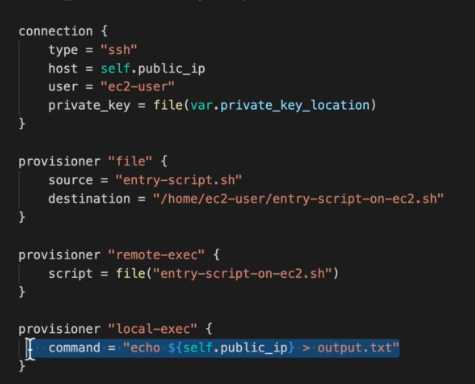 connection {
type = "ssh"
host = self.public_ip
user = "ec2-user"
private_key = file(var.private_key_location)
}
provisioner "file" {
source = "entry-script.sh"
destination = "/home/ec2-user/entry-script-on-ec2.sh"
}
provisioner "remote-exec" {
script = file("entry-script-on-ec2.sh")
}
provisioner "local-exec" {
command = "echo ${self.public_ip} > output.txt"
}